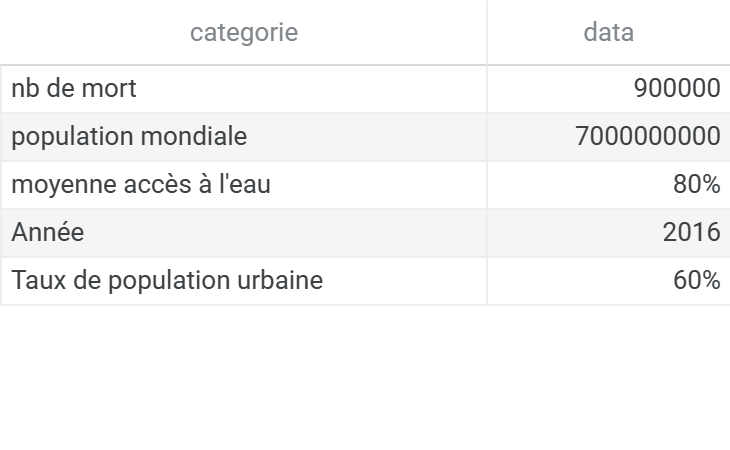 categorie data
nb de mort 900000
population mondiale 7000000000
moyenne accès à l'eau 80%
Année 2016
Taux de population urbaine 60%